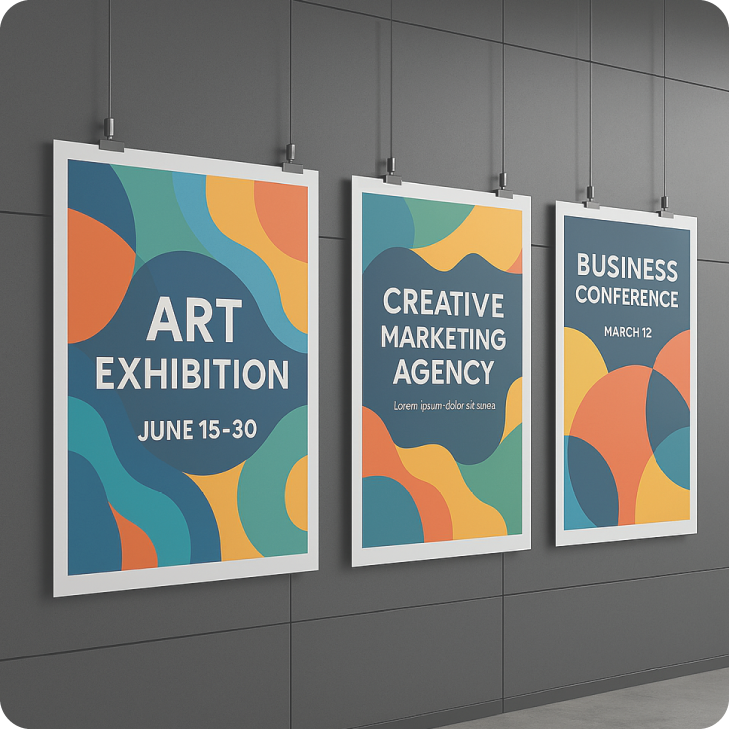 ART
EXHIBITION
JUNE 15-30
CREATIVE
MARKETING
AGENCY
Lorem ipsum-dolor sit sunea
BUSINESS
CONFERENCE
MARCH 12